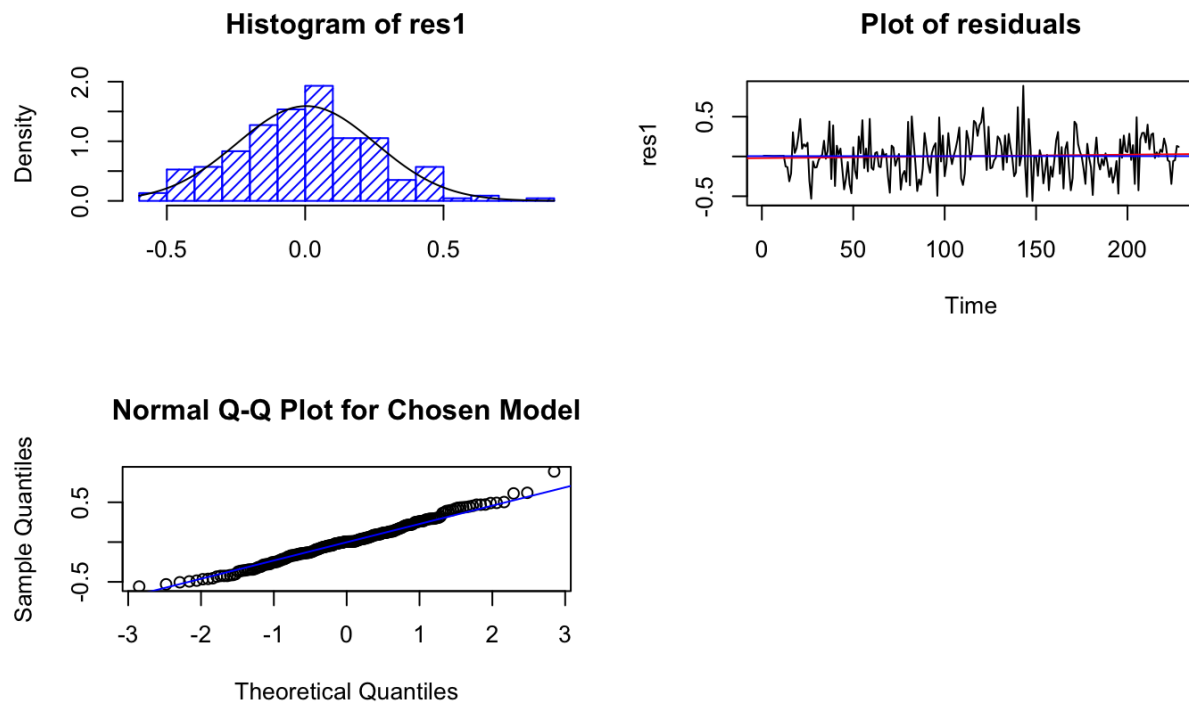 Histogram of res1
Density
0.0 1.0 2.0
-0.5 0.0 0.5
Plot of residuals
res1
-0.5 0.5
0 50 100 150 200
Time
Normal Q-Q Plot for Chosen Model
Sample Quantiles
-0.5 0.5
-3 -2 -1 0 1 2 3
Theoretical Quantiles